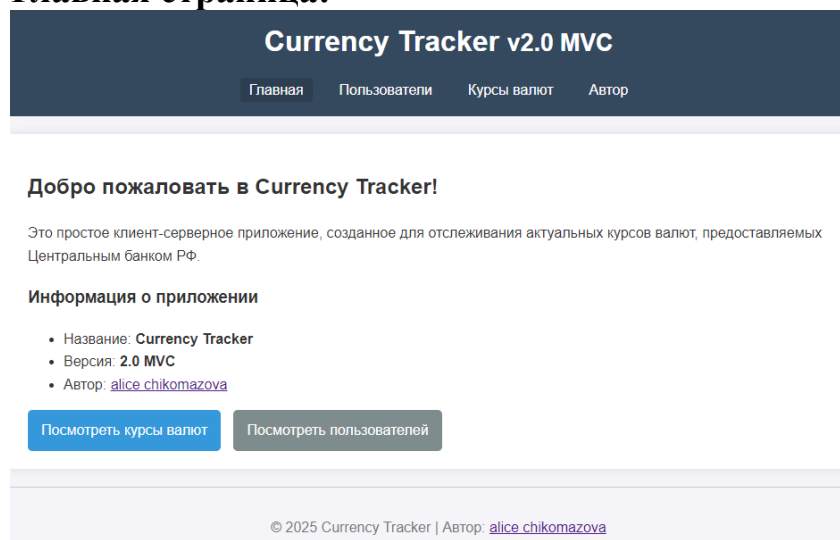 Главная страница:
Currency Tracker v2.0 MVC
Главная Пользователи Курсы валют Автор
Добро пожаловать в Currency Tracker!
Это простое клиент-серверное приложение, созданное для отслеживания актуальных курсов валют, предоставляемых
Центральным банком РФ.
Информация о приложении
• Название: Currency Tracker
• Версия: 2.0 MVC
• Автор: alice chikomazova
Посмотреть курсы валют Посмотреть пользователей
© 2025 Currency Tracker | Автор: alice chikomazova